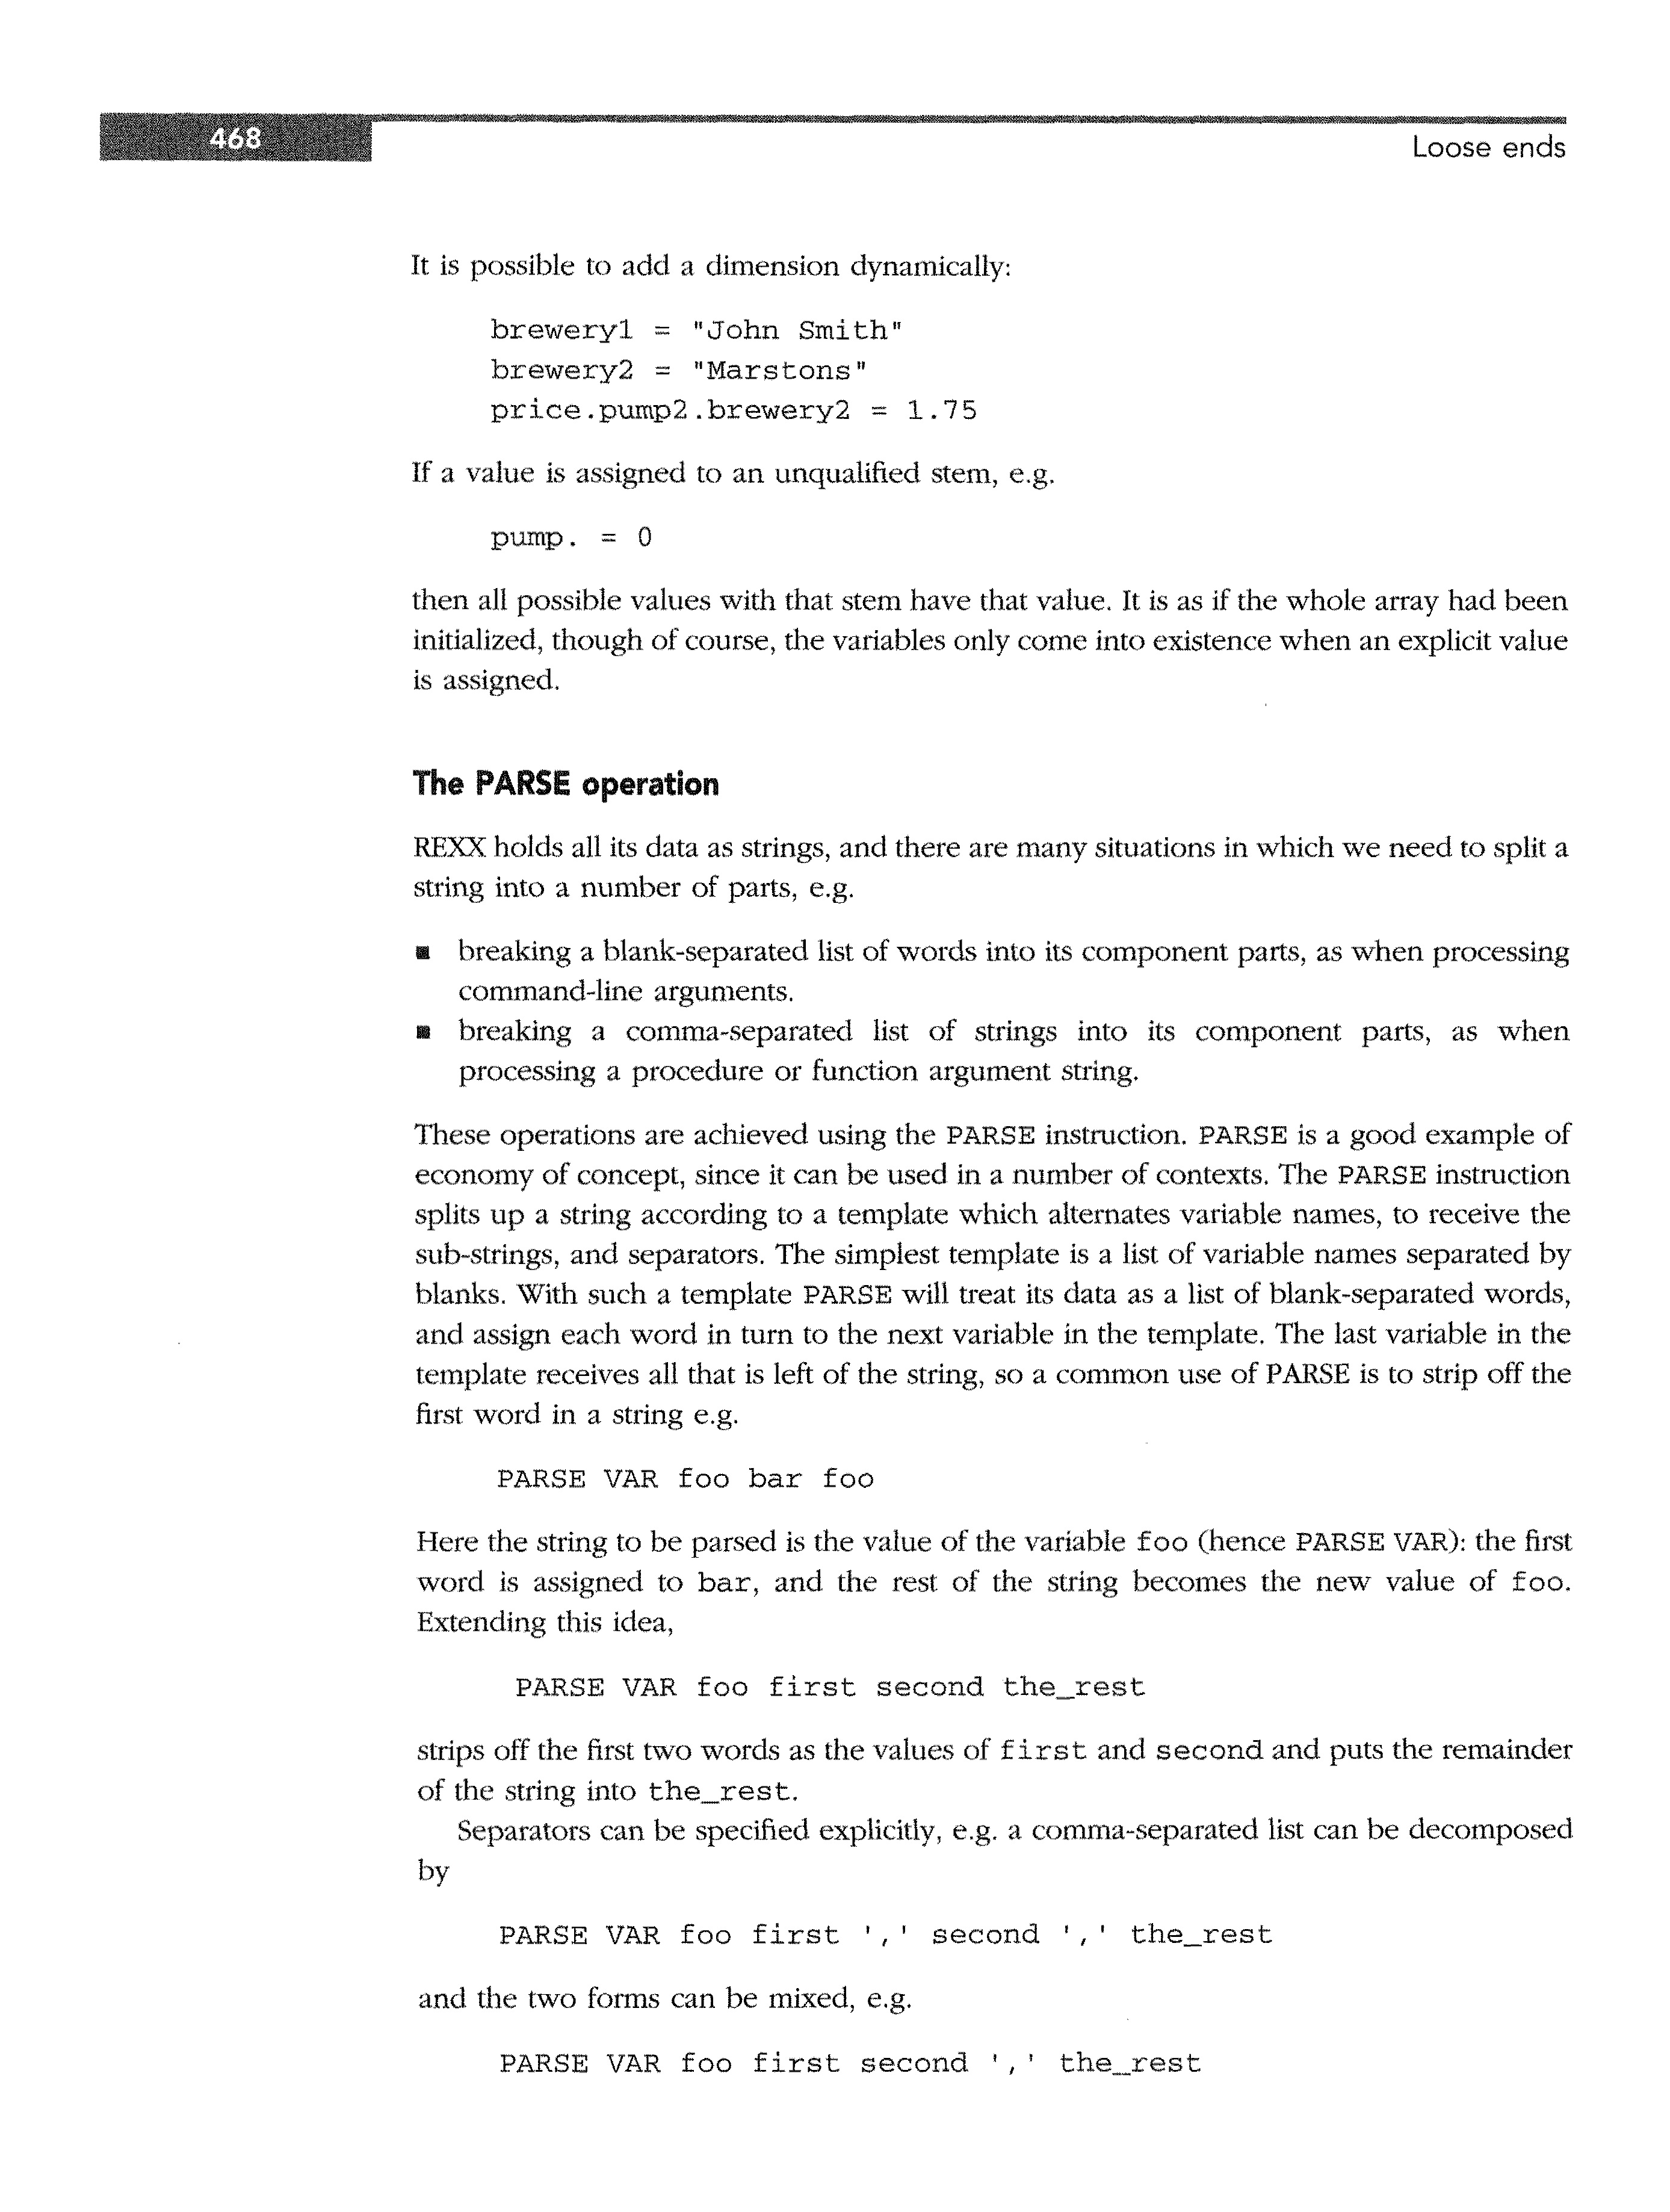 468
Loose ends
It is possible to add a dimension dynamically:
brewery1 = "John Smith"
brewery2 = "Marstons"
price.pump2.brewery2 = 1.75
If a value is assigned to an unqualified stem, e.g.
pump. = 0
then all possible values with that stem have that value. It is as if the whole array had been
initialized, though of course, the variables only come into existence when an explicit value
is assigned.
The PARSE operation
REXX holds all its data as strings, and there are many situations in which we need to split a
string into a number of parts, e.g.
■ breaking a blank-separated list of words into its component parts, as when processing
command-line arguments.
■ breaking a comma-separated list of strings into its component parts, as when
processing a procedure or function argument string.
These operations are achieved using the PARSE instruction. PARSE is a good example of
economy of concept, since it can be used in a number of contexts. The PARSE instruction
splits up a string according to a template which alternates variable names, to receive the
sub-strings, and separators. The simplest template is a list of variable names separated by
blanks. With such a template PARSE will treat its data as a list of blank-separated words,
and assign each word in turn to the next variable in the template. The last variable in the
template receives all that is left of the string, so a common use of PARSE is to strip off the
first word in a string e.g.
PARSE VAR foo bar foo
Here the string to be parsed is the value of the variable foo (hence PARSE VAR): the first
word is assigned to bar, and the rest of the string becomes the new value of foo.
Extending this idea,
PARSE VAR foo first second the_rest
strips off the first two words as the values of first and second and puts the remainder
of the string into the_rest.
Separators can be specified explicitly, e.g. a comma-separated list can be decomposed
by
PARSE VAR foo first ',' second ',' the_rest
and the two forms can be mixed, e.g.
PARSE VAR foo first second ',' the_rest